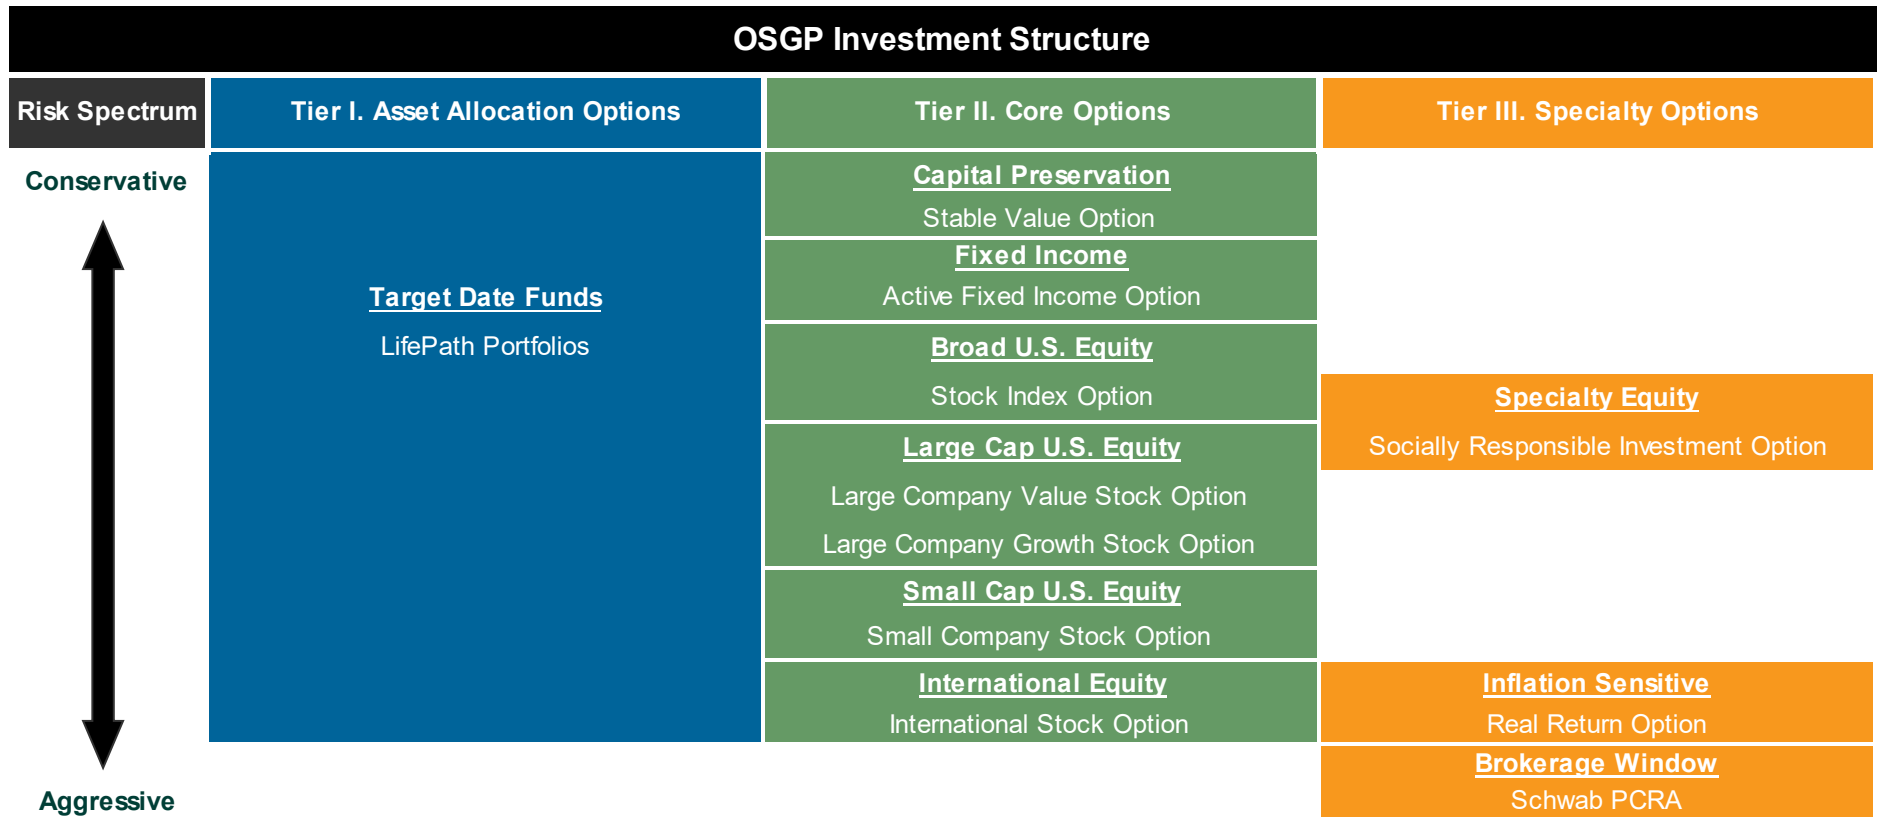 OSGP Investment Structure
Risk Spectrum
Tier I. Asset Allocation Options
Tier II. Core Options
Tier III. Specialty Options
Conservative
Aggressive
Target Date Funds
LifePath Portfolios
Capital Preservation
Stable Value Option
Fixed Income
Active Fixed Income Option
Broad U.S. Equity
Stock Index Option
Large Cap U.S. Equity
Large Company Value Stock Option
Large Company Growth Stock Option
Small Cap U.S. Equity
Small Company Stock Option
International Equity
International Stock Option
Specialty Equity
Socially Responsible Investment Option
Inflation Sensitive
Real Return Option
Brokerage Window
Schwab PCRA